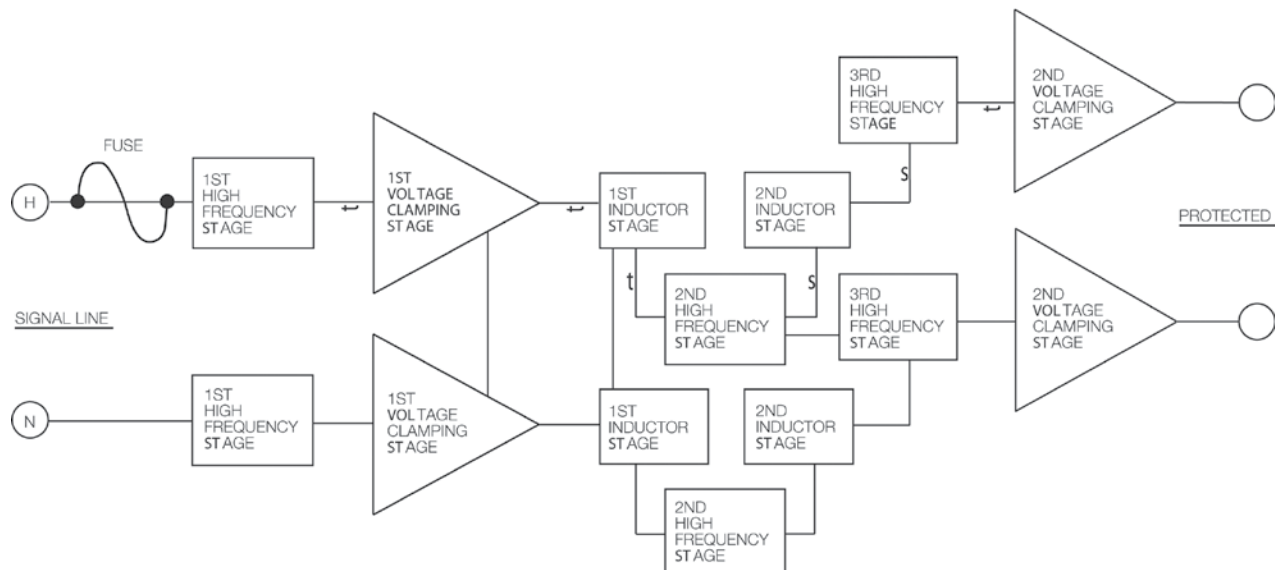 FUSE
H
1ST
HIGH
FREQUENCY
STAGE
t
1ST
VOLTAGE
CLAMPING
STAGE
t
1ST
INDUCTOR
STAGE
t
2ND
HIGH
FREQUENCY
STAGE
s
2ND
INDUCTOR
STAGE
s
3RD
HIGH
FREQUENCY
STAGE
t
2ND
VOLTAGE
CLAMPING
STAGE
PROTECTED
SIGNAL LINE
N
1ST
HIGH
FREQUENCY
STAGE
1ST
VOLTAGE
CLAMPING
STAGE
1ST
INDUCTOR
STAGE
2ND
HIGH
FREQUENCY
STAGE
2ND
INDUCTOR
STAGE
3RD
HIGH
FREQUENCY
STAGE
2ND
VOLTAGE
CLAMPING
STAGE